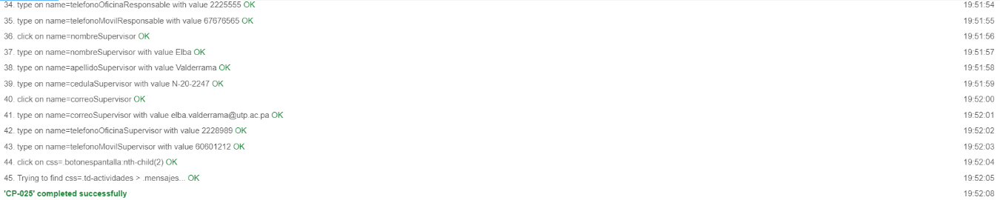 34. type on name=telefonoOficinaResponsable with value 2225555 OK 19:51:54
35. type on name=telefonoMovilResponsable with value 67676565 OK 19:51:55
36. click on name=nombreSupervisor OK 19:51:56
37. type on name=nombreSupervisor with value Elba OK 19:51:57
38. type on name=apellidoSupervisor with value Valderrama OK 19:51:58
39. type on name=cedulaSupervisor with value N-20-2247 OK 19:51:59
40. click on name=correoSupervisor OK 19:52:00
41. type on name=correoSupervisor with value elba.valderrama@utp.ac.pa OK 19:52:01
42. type on name=telefonoOficinaSupervisor with value 2228989 OK 19:52:02
43. type on name=telefonoMovilSupervisor with value 60601212 OK 19:52:03
44. click on css=.botonespantalla:nth-child(2) OK 19:52:04
45. Trying to find css=.td-actividades > .mensajes... OK 19:52:05
'CP-025' completed successfully 19:52:08